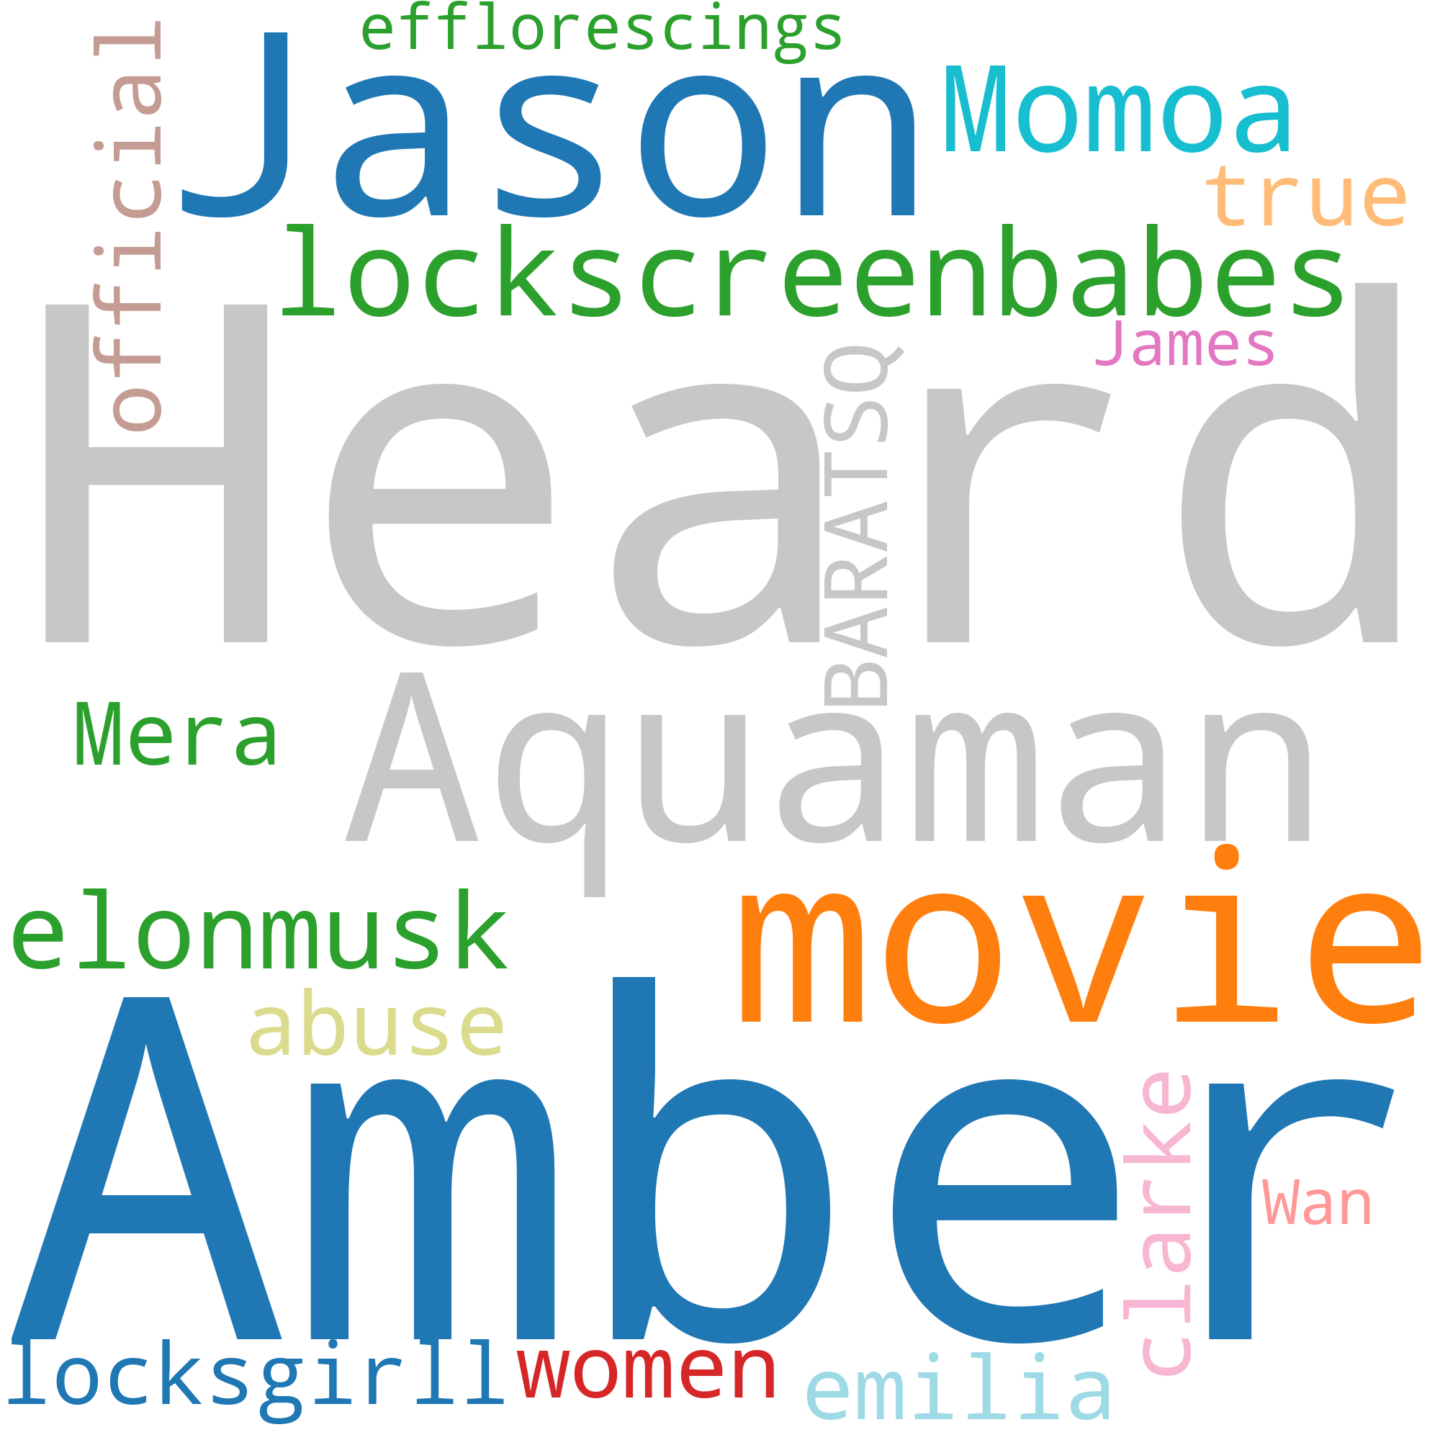 efflorescings
official
Jason
Momoa
true
lockscreenbabes
James
Heard
BARATSQ
Mera
Aquaman
movie
elonmusk
abuse
Amber
clarke
Wan
locksgirll
women
emilia